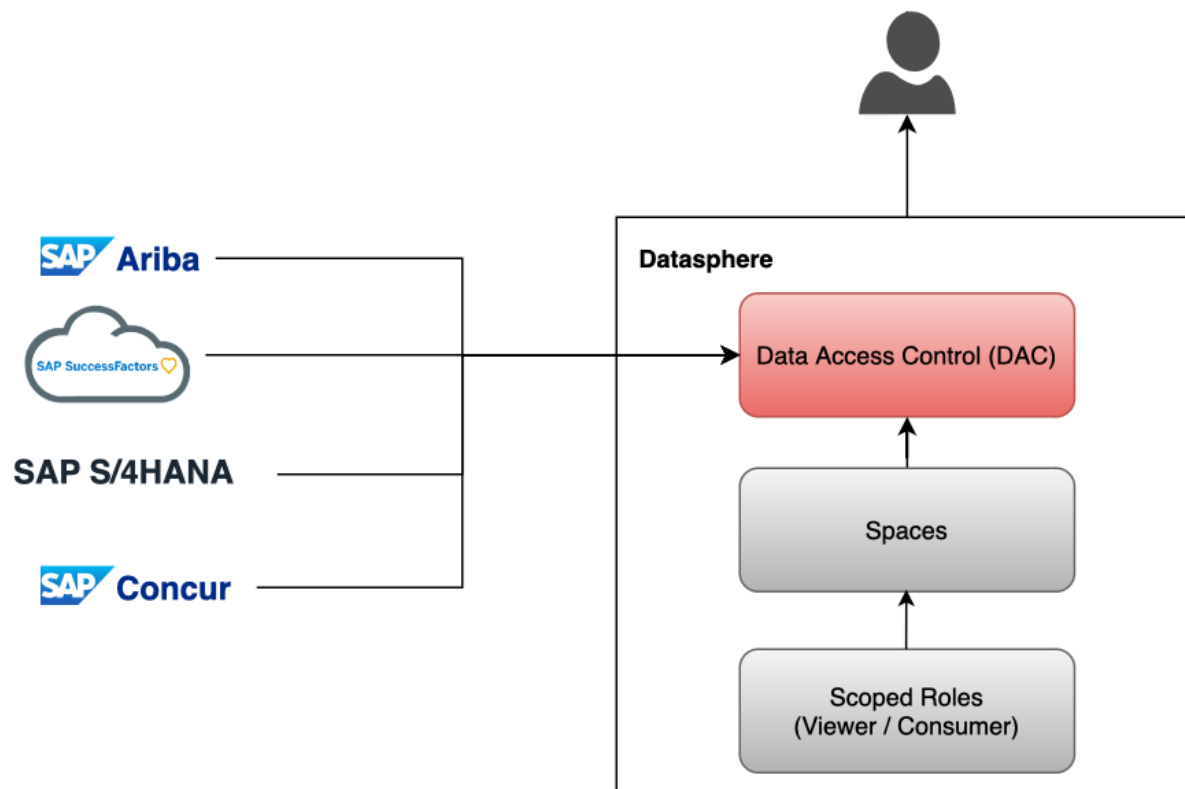 SAP Ariba
SAP SuccessFactors
SAP S/4HANA
SAP Concur
Datasphere
Data Access Control (DAC)
Spaces
Scoped Roles
(Viewer / Consumer)